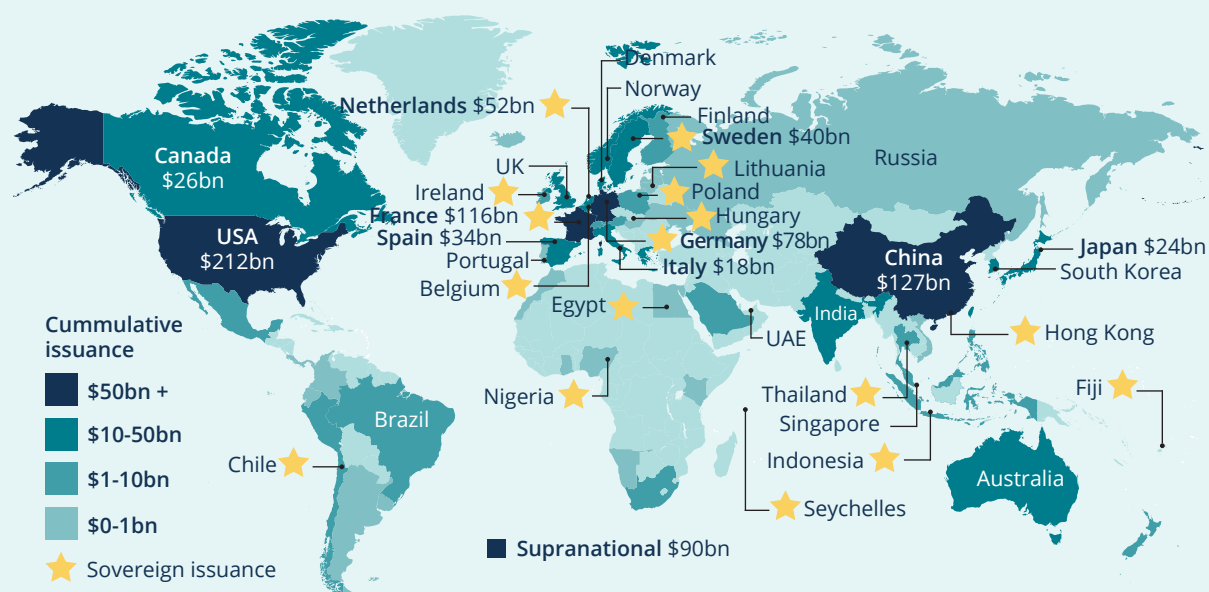 Denmark
Norway
Netherlands $52bn
Finland
Sweden $40bn
Canada
$26bn
UK
Lithuania
Russia
Ireland
Poland
France $116bn
Hungary
USA
$212bn
Spain $34bn
Germany $78bn
Japan $24bn
Portugal
Italy $18bn
China
$127bn
South Korea
Belgium
Egypt
India
Cummulative
issuance
UAE
Hong Kong
$50bn +
Nigeria
Thailand
Fiji
Brazil
Singapore
$10-50bn
Chile
Indonesia
$1-10bn
Australia
Seychelles
$0-1bn
Supranational $90bn
Sovereign issuance